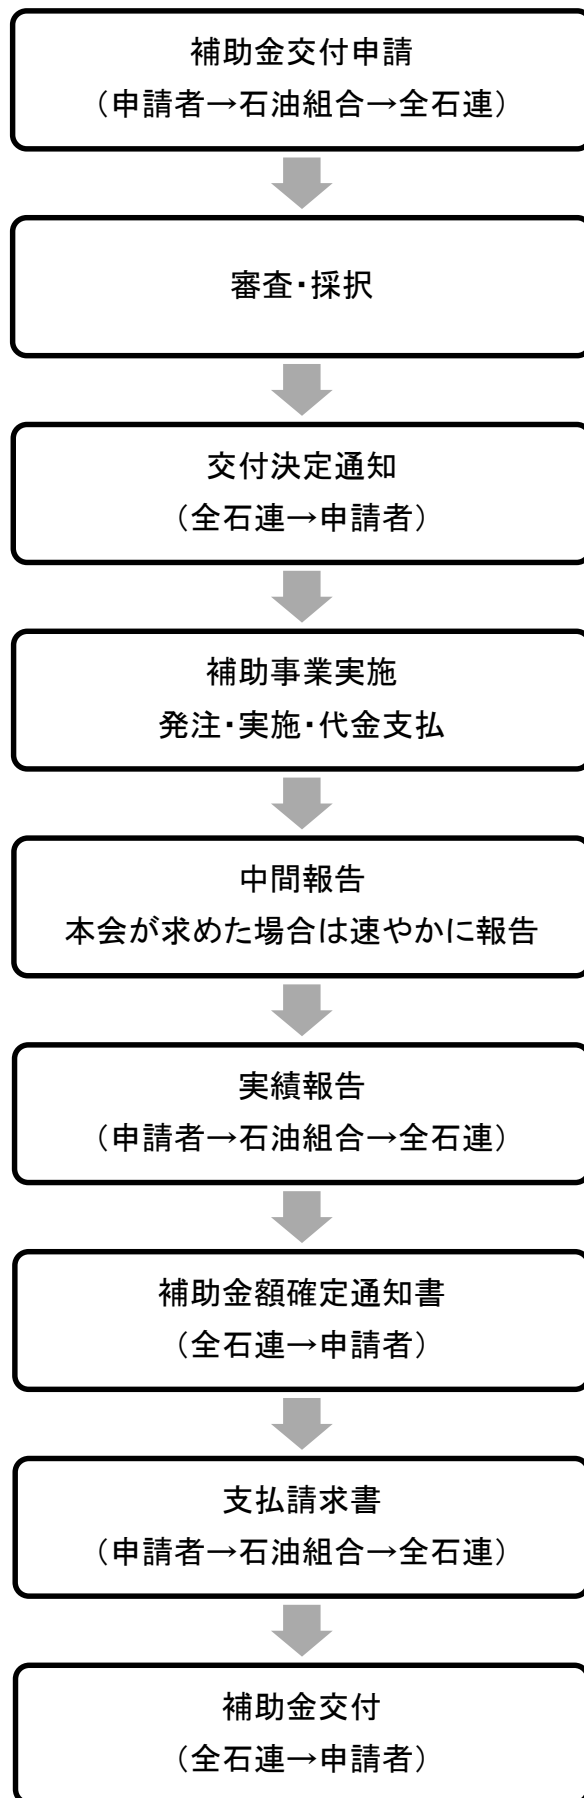 補助金交付申請
（申請者→石油組合→全石連）
審査・採択
交付決定通知
（全石連→申請者）
補助事業実施
発注・実施・代金支払
中間報告
本会が求めた場合は速やかに報告
実績報告
（申請者→石油組合→全石連）
補助金額確定通知書
（全石連→申請者）
支払請求書
（申請者→石油組合→全石連）
補助金交付
（全石連→申請者）